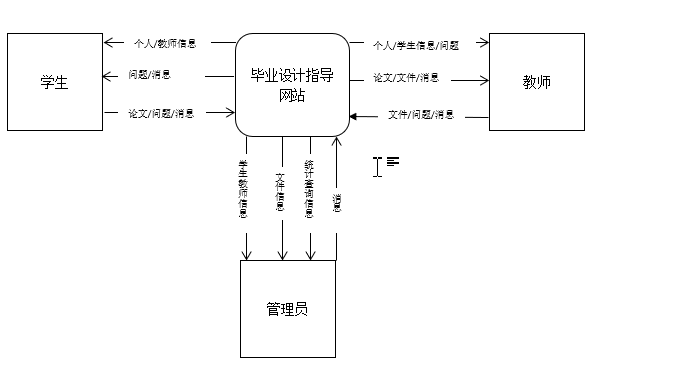 个人/教师信息
个人/学生信息/问题
学生
问题/消息
毕业设计指导
网站
论文/文件/消息
教师
论文/问题/消息
文件/问题/消息
学生教师信息
文件信息
统计查询信息
消息
管理员